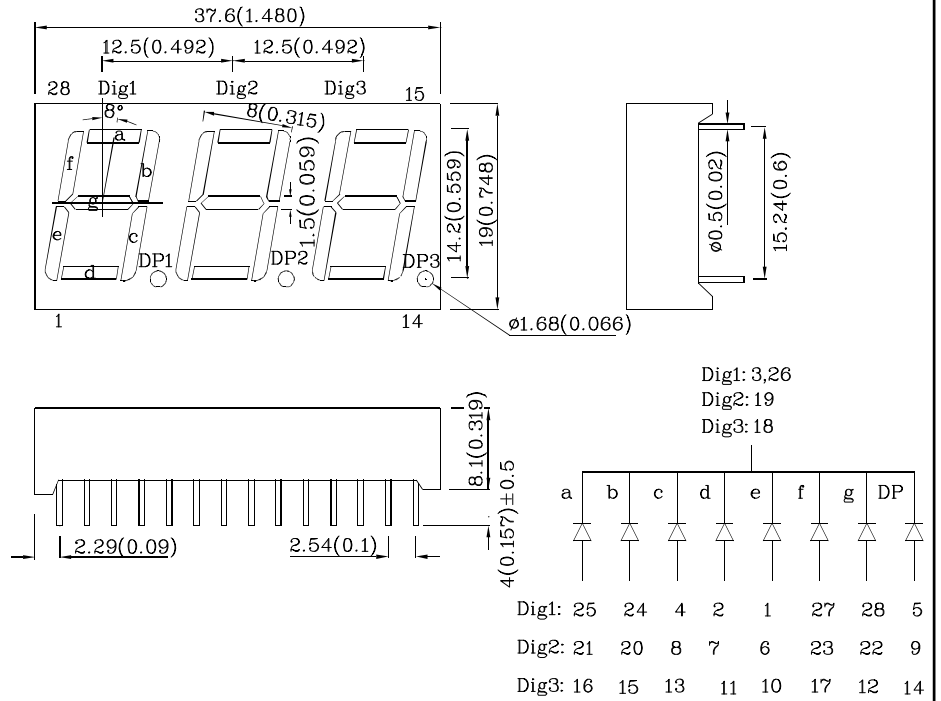 37.6(1.480)
12.5(0.492) 12.5(0.492)
28 Dig1 Dig2 Dig3 15
8° 8(0.315)
a
f b
g
e c
d
1.5(0.059)
14.2(0.559)
19(0.748)
DP1 DP2 DP3
1 14
ø1.68(0.066)
ø0.5(0.02)
15.24(0.6)
8.1(0.319)
4(0.157)±0.5
2.29(0.09) 2.54(0.1)
Dig1: 3,26
Dig2: 19
Dig3: 18
a b c d e f g DP
Dig1: 25 24 4 2 1 27 28 5
Dig2: 21 20 8 7 6 23 22 9
Dig3: 16 15 13 11 10 17 12 14